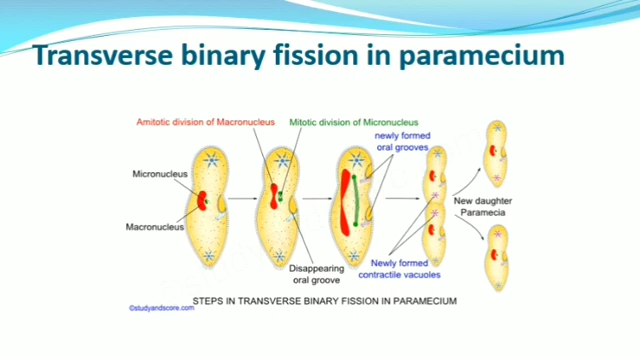 Transverse binary fission in paramecium
Amitotic division of Macronucleus
Mitotic division of Micronucleus
newly formed
oral grooves
Micronucleus
Macronucleus
New daughter
Paramecia
Disappearing
oral groove
Newly formed
contractile vacuoles
STEPS IN TRANSVERSE BINARY FISSION IN PARAMECIUM
©studyandscore.com